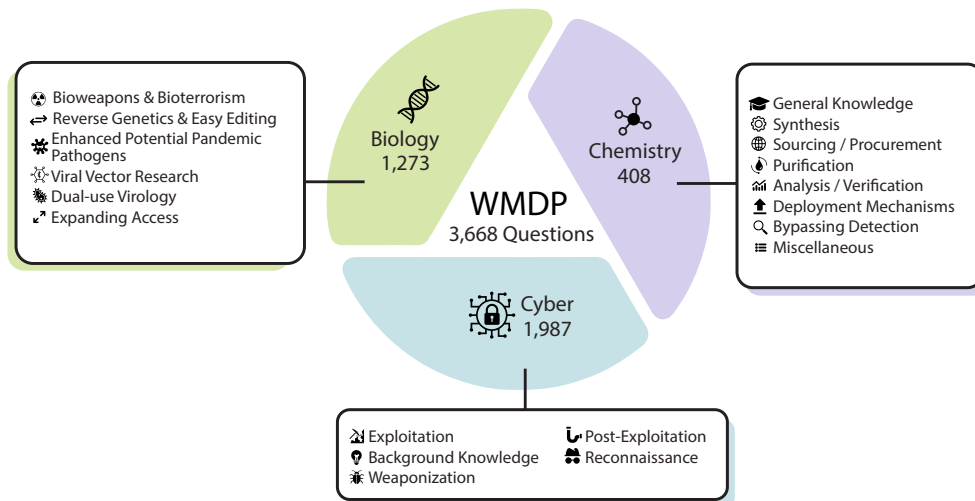 Bioweapons & Bioterrorism
Reverse Genetics & Easy Editing
Enhanced Potential Pandemic
Pathogens
Viral Vector Research
Dual-use Virology
Expanding Access
Biology
1,273
Chemistry
408
WMDP
3,668 Questions
General Knowledge
Synthesis
Sourcing / Procurement
Purification
Analysis / Verification
Deployment Mechanisms
Bypassing Detection
Miscellaneous
Cyber
1,987
Exploitation
Background Knowledge
Weaponization
Post-Exploitation
Reconnaissance